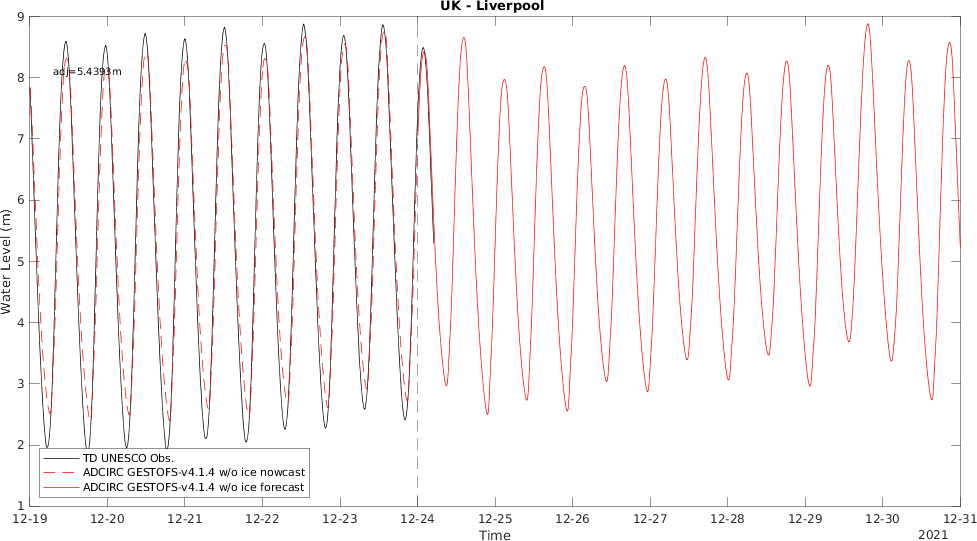 UK - Liverpool
9
8
7
6
5
4
3
2
1
Water Level (m)
adj=5.4393m
TD UNESCO Obs.
ADCIRC GESTOFS-v4.1.4 w/o ice nowcast
ADCIRC GESTOFS-v4.1.4 w/o ice forecast
12-19 12-20 12-21 12-22 12-23 12-24 12-25 12-26 12-27 12-28 12-29 12-30 12-31
Time
2021